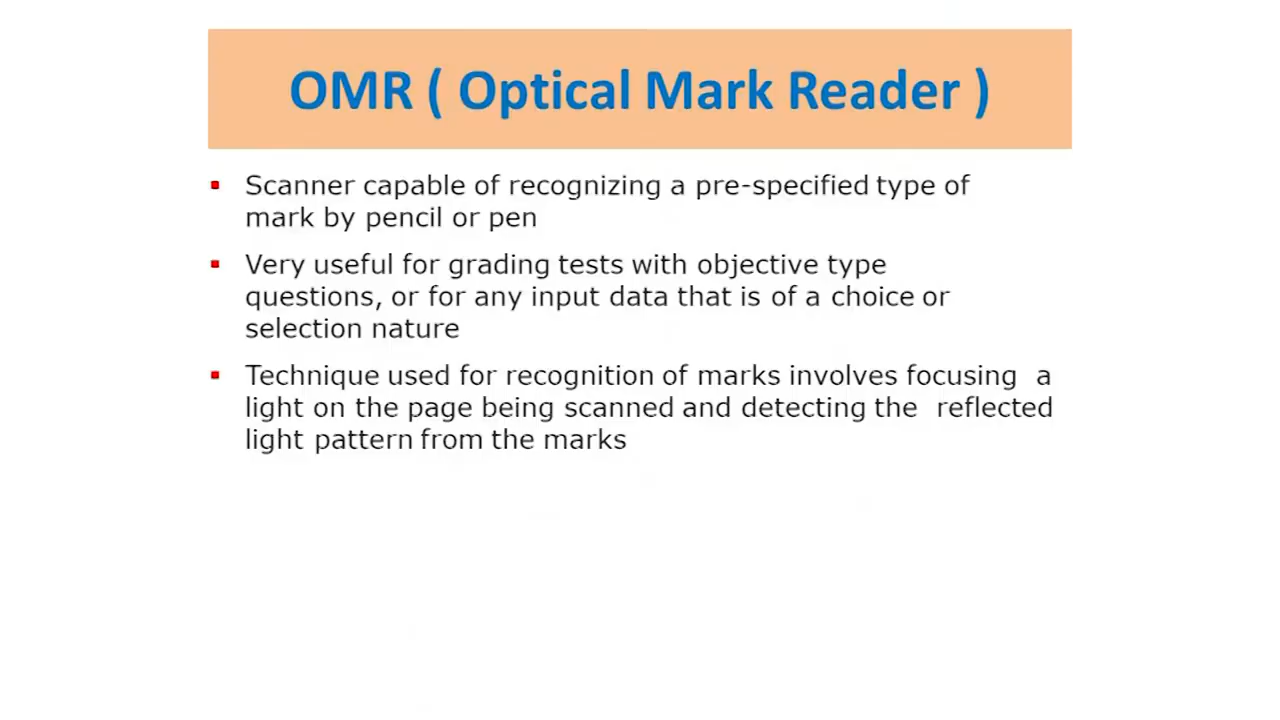 OMR ( Optical Mark Reader )
Scanner capable of recognizing a pre-specified type of
mark by pencil or pen
Very useful for grading tests with objective type
questions, or for any input data that is of a choice or
selection nature
Technique used for recognition of marks involves focusing a
light on the page being scanned and detecting the reflected
light pattern from the marks